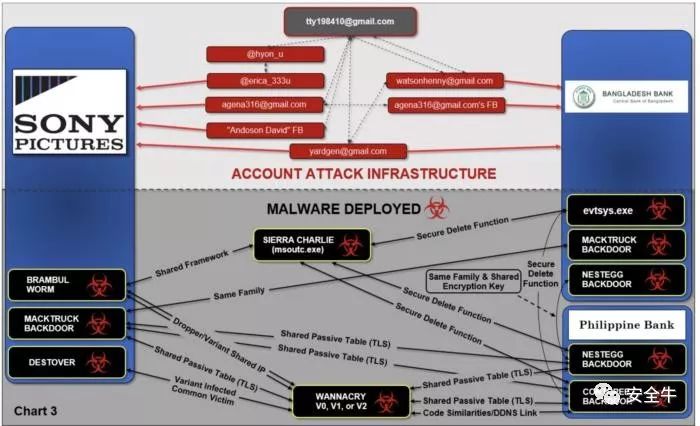 tty198410@gmail.com
@hyon_u
@erica_333u
agena316@gmail.com
"Andoson David" FB
watsonhenny@gmail.com
agena316@gmail.com's FB
yardgen@gmail.com
SONY
PICTURES
BANGLADESH BANK
Central Bank of Bangladesh
ACCOUNT ATTACK INFRASTRUCTURE
MALWARE DEPLOYED
SIERRA CHARLIE
(msoutc.exe)
Secure Delete Function
Shared Framework
Same Family
Same Family & Shared
Encryption Key
Secure
Delete
Function
evtsys.exe
MACKTRUCK
BACKDOOR
NESTEGG
BACKDOOR
BRAMBUL
WORM
MACKTRUCK
BACKDOOR
DESTOVER
Dropper/Variant Shared IP
Secure Delete Function
Secure Delete Function
Shared Passive Table (TLS)
Shared Passive Table (TLS)
Shared Passive Table (TLS)
Variant Infected
Common Victim
WANNACRY
V0, V1, or V2
Shared Passive Table (TLS)
Shared Passive Table (TLS)
Code Similarities/DDNS Link
Philippine Bank
NESTEGG
BACKDOOR
BACKDOOR
安全牛
Chart 3